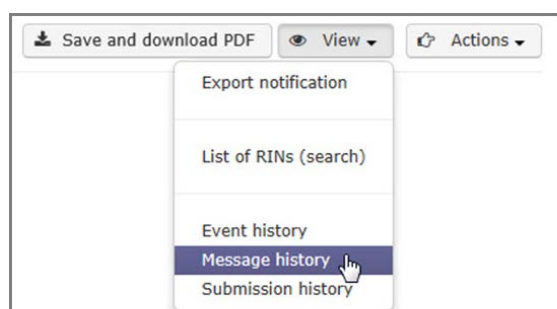 Save and download PDF View Actions
Export notification
List of RINs (search)
Event history
Message history
Submission history